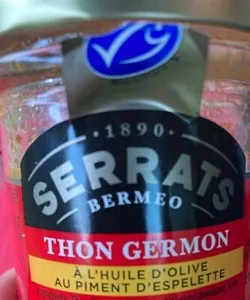 · 1890 ·
SERRATS
BERMEO
THON GERMON
À L'HUILE D'OLIVE
AU PIMENT D'ESPELETTE